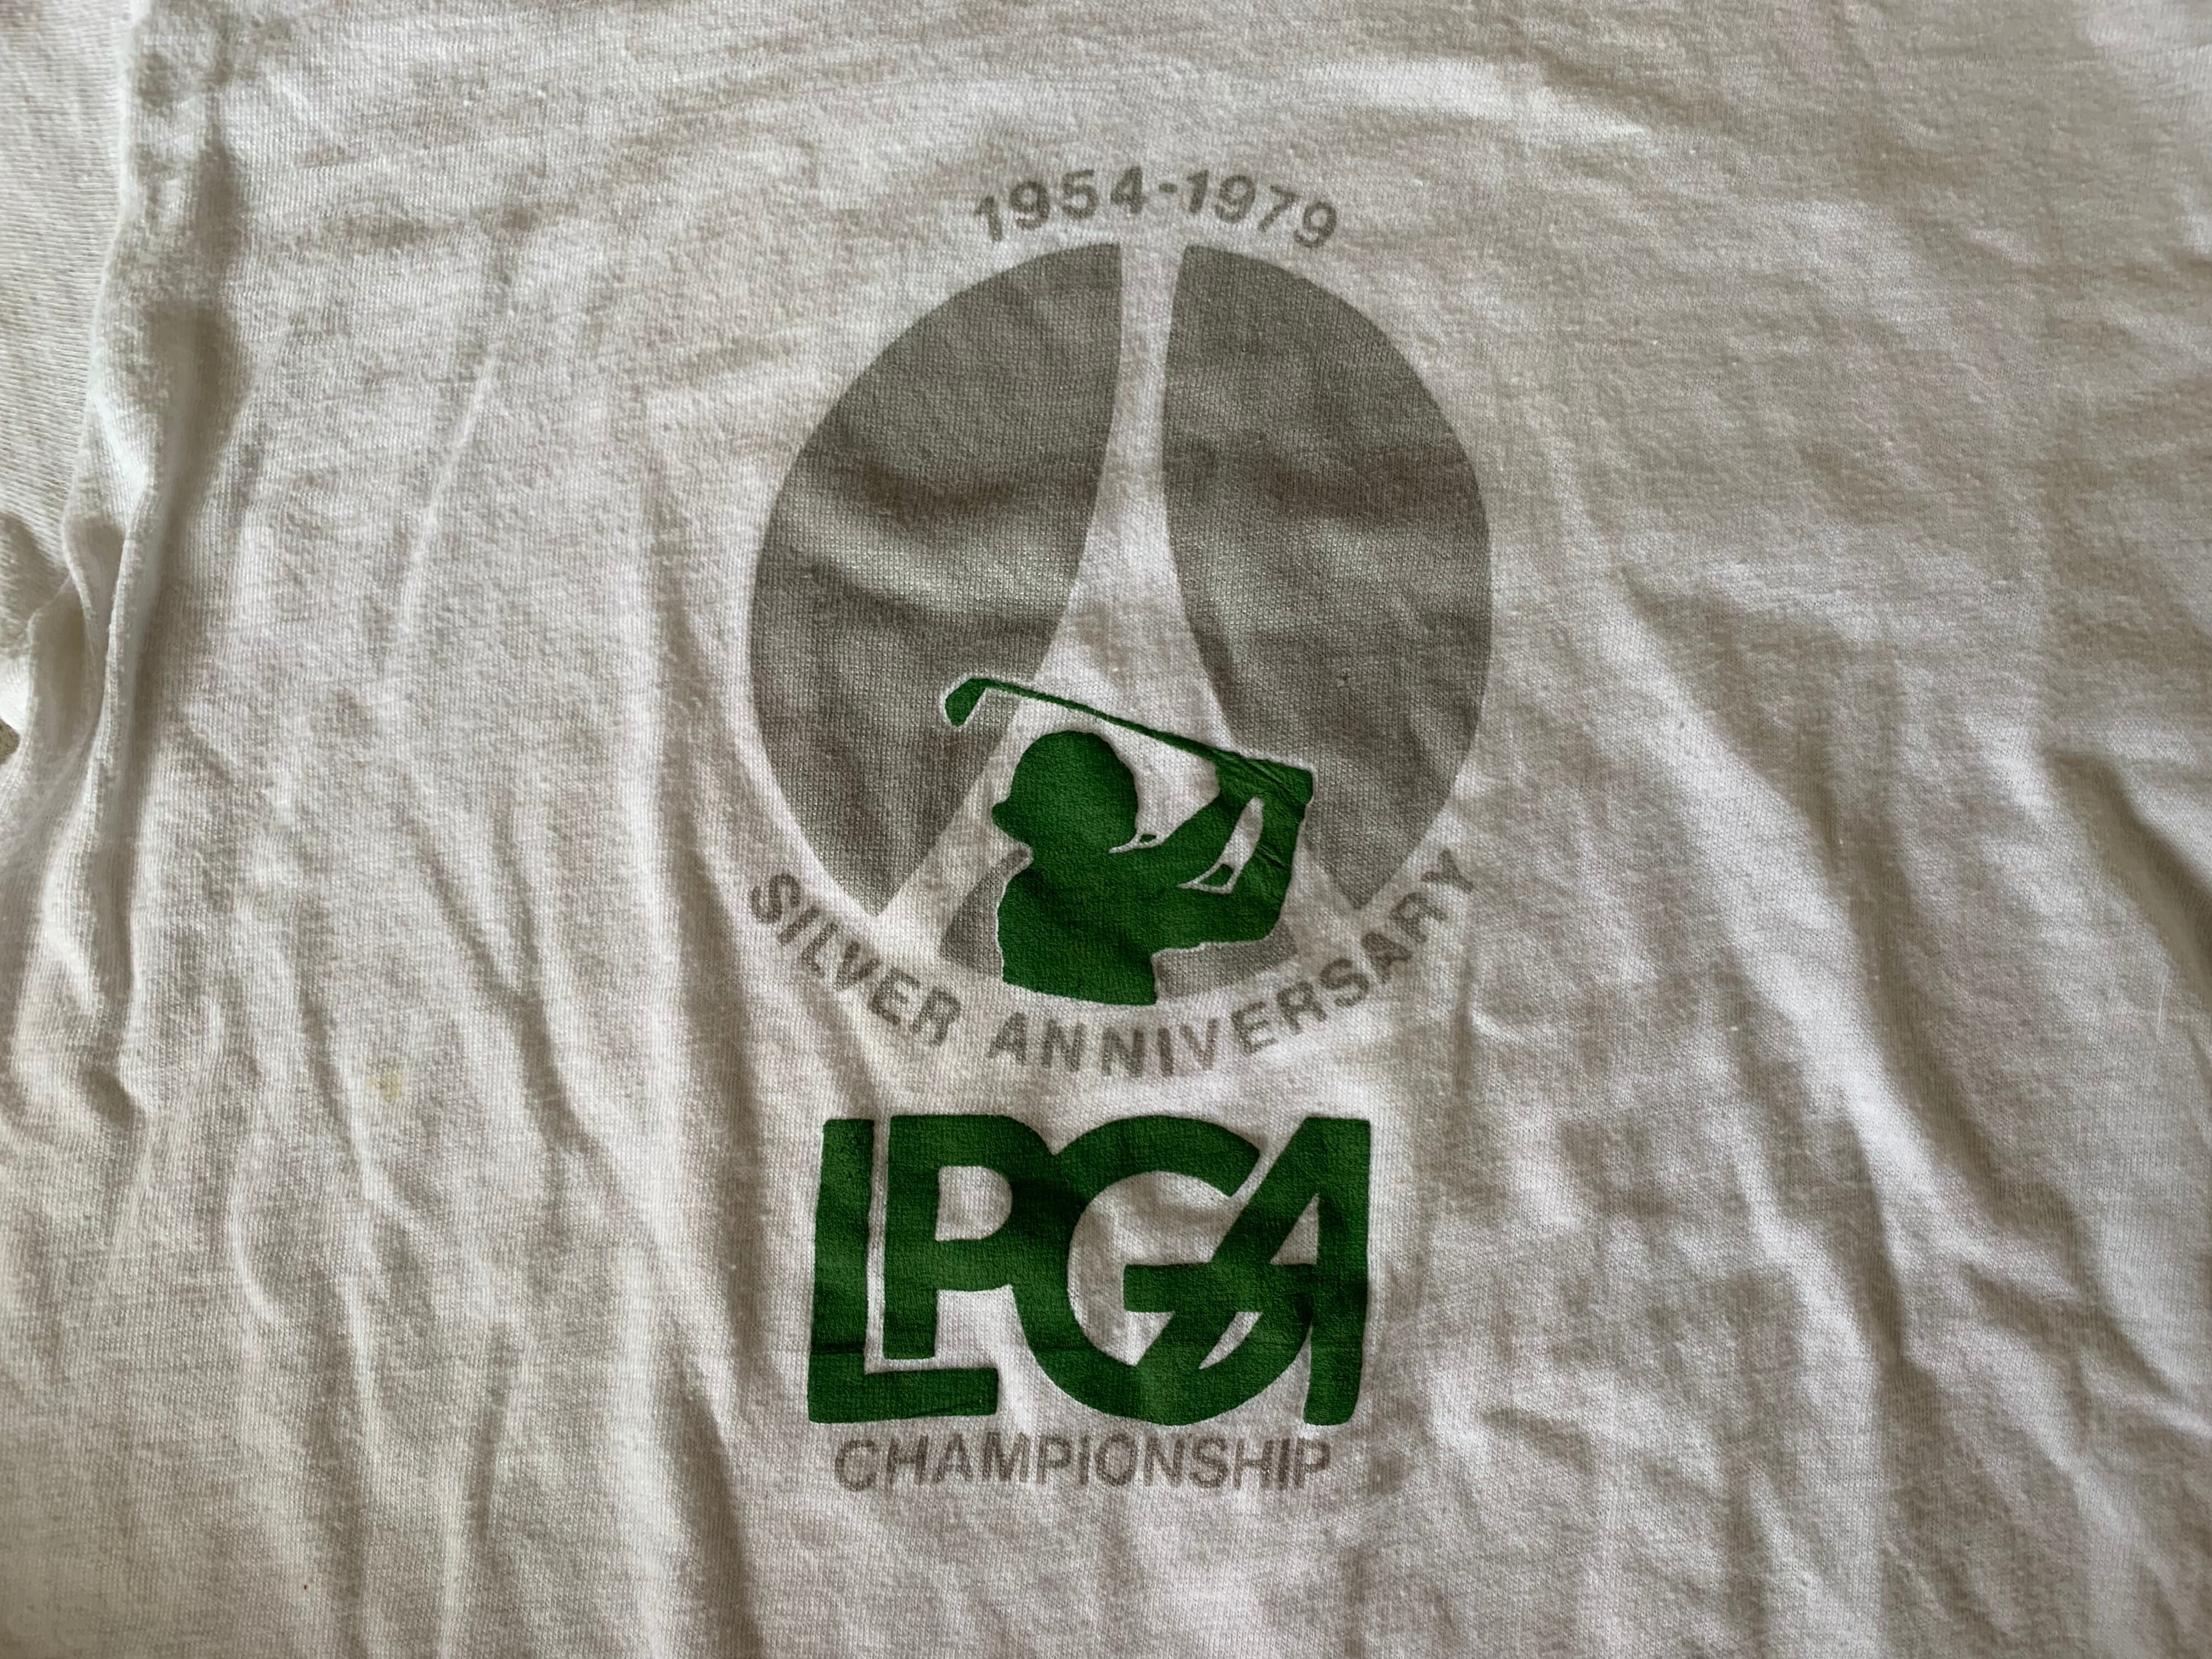 1954-1979
SILVER ANNIVERSARY
LPGA
CHAMPIONSHIP